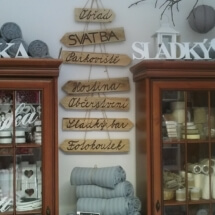 Obřad
SVATBA
Parkoviště
KA
SLADKÝ
Hostina
Občerstvení
Sladký bar
Fotokoutek